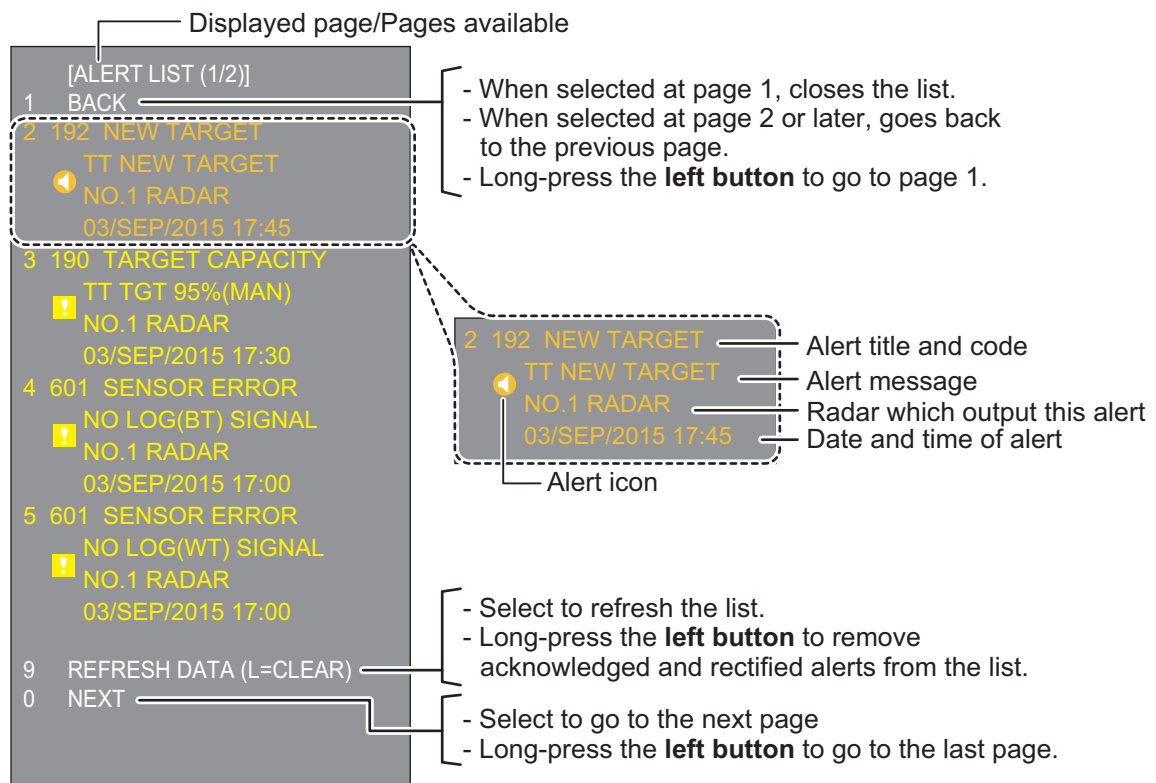 Displayed page/Pages available
[ALERT LIST (1/2)]
1 BACK
2 192 NEW TARGET
TT NEW TARGET
NO.1 RADAR
03/SEP/2015 17:45
3 190 TARGET CAPACITY
TT TGT 95%(MAN)
NO.1 RADAR
03/SEP/2015 17:30
4 601 SENSOR ERROR
NO LOG(BT) SIGNAL
NO.1 RADAR
03/SEP/2015 17:00
5 601 SENSOR ERROR
NO LOG(WT) SIGNAL
NO.1 RADAR
03/SEP/2015 17:00
9 REFRESH DATA (L=CLEAR)
0 NEXT
- When selected at page 1, closes the list.
- When selected at page 2 or later, goes back
to the previous page.
- Long-press the left button to go to page 1.
2 192 NEW TARGET
TT NEW TARGET
NO.1 RADAR
03/SEP/2015 17:45
Alert title and code
Alert message
Radar which output this alert
Date and time of alert
Alert icon
- Select to refresh the list.
- Long-press the left button to remove
acknowledged and rectified alerts from the list.
- Select to go to the next page
- Long-press the left button to go to the last page.